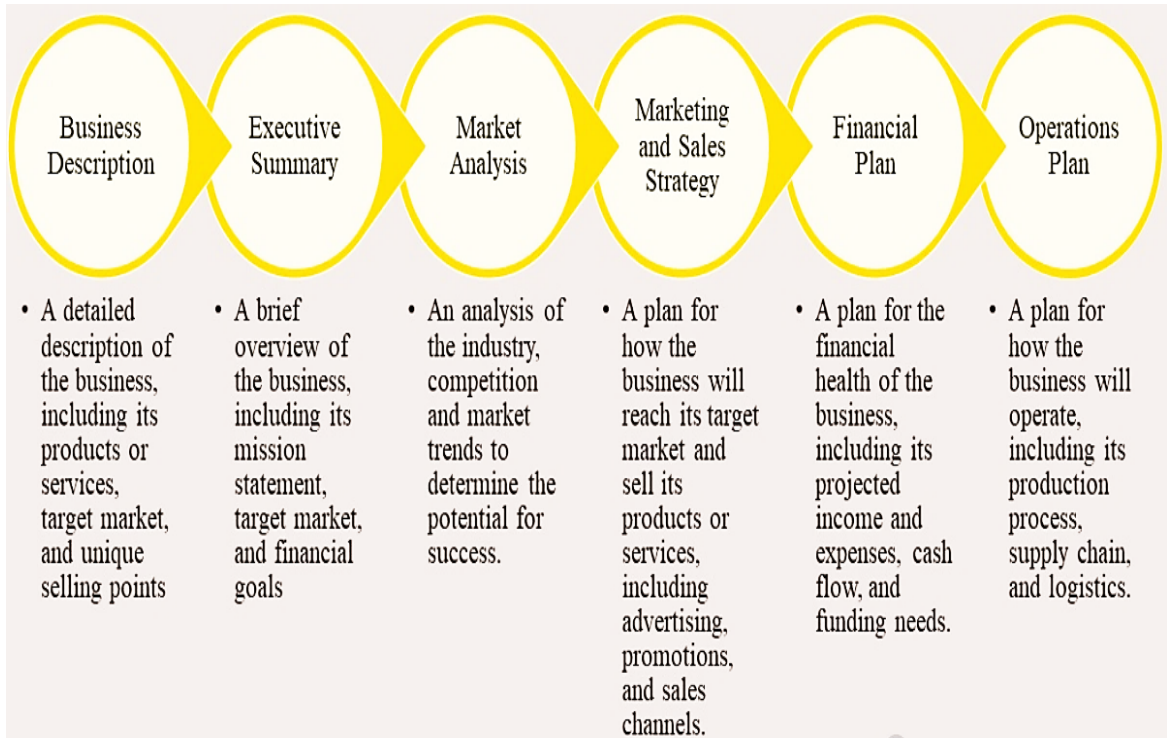 Business
Description
Executive
Summary
Market
Analysis
Marketing
and Sales
Strategy
Financial
Plan
Operations
Plan
• A detailed
description of
the business,
including its
products or
services,
target market,
and unique
selling points
• A brief
overview of
the business,
including its
mission
statement,
target market,
and financial
goals
• An analysis of
the industry,
competition
and market
trends to
determine the
potential for
success.
• A plan for
how the
business will
reach its target
market and
sell its
products or
services,
including
advertising,
promotions,
and sales
channels.
• A plan for the
financial
health of the
business,
including its
projected
income and
expenses, cash
flow, and
funding needs.
• A plan for
how the
business will
operate,
including its
production
process,
supply chain,
and logistics.